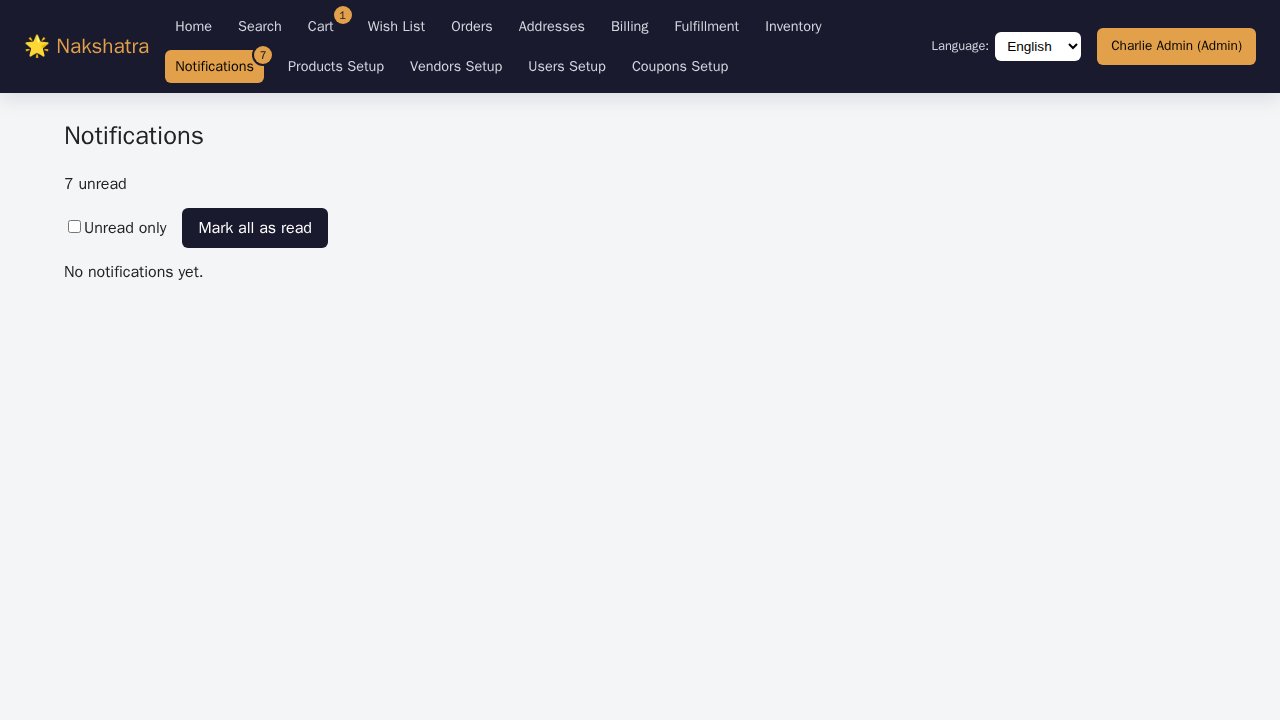 🌟 Nakshatra
Home Search Cart 1 Wish List Orders Addresses Billing Fulfillment Inventory
Notifications 7 Products Setup Vendors Setup Users Setup Coupons Setup
Language: English
Charlie Admin (Admin)
Notifications
7 unread
Unread only Mark all as read
No notifications yet.